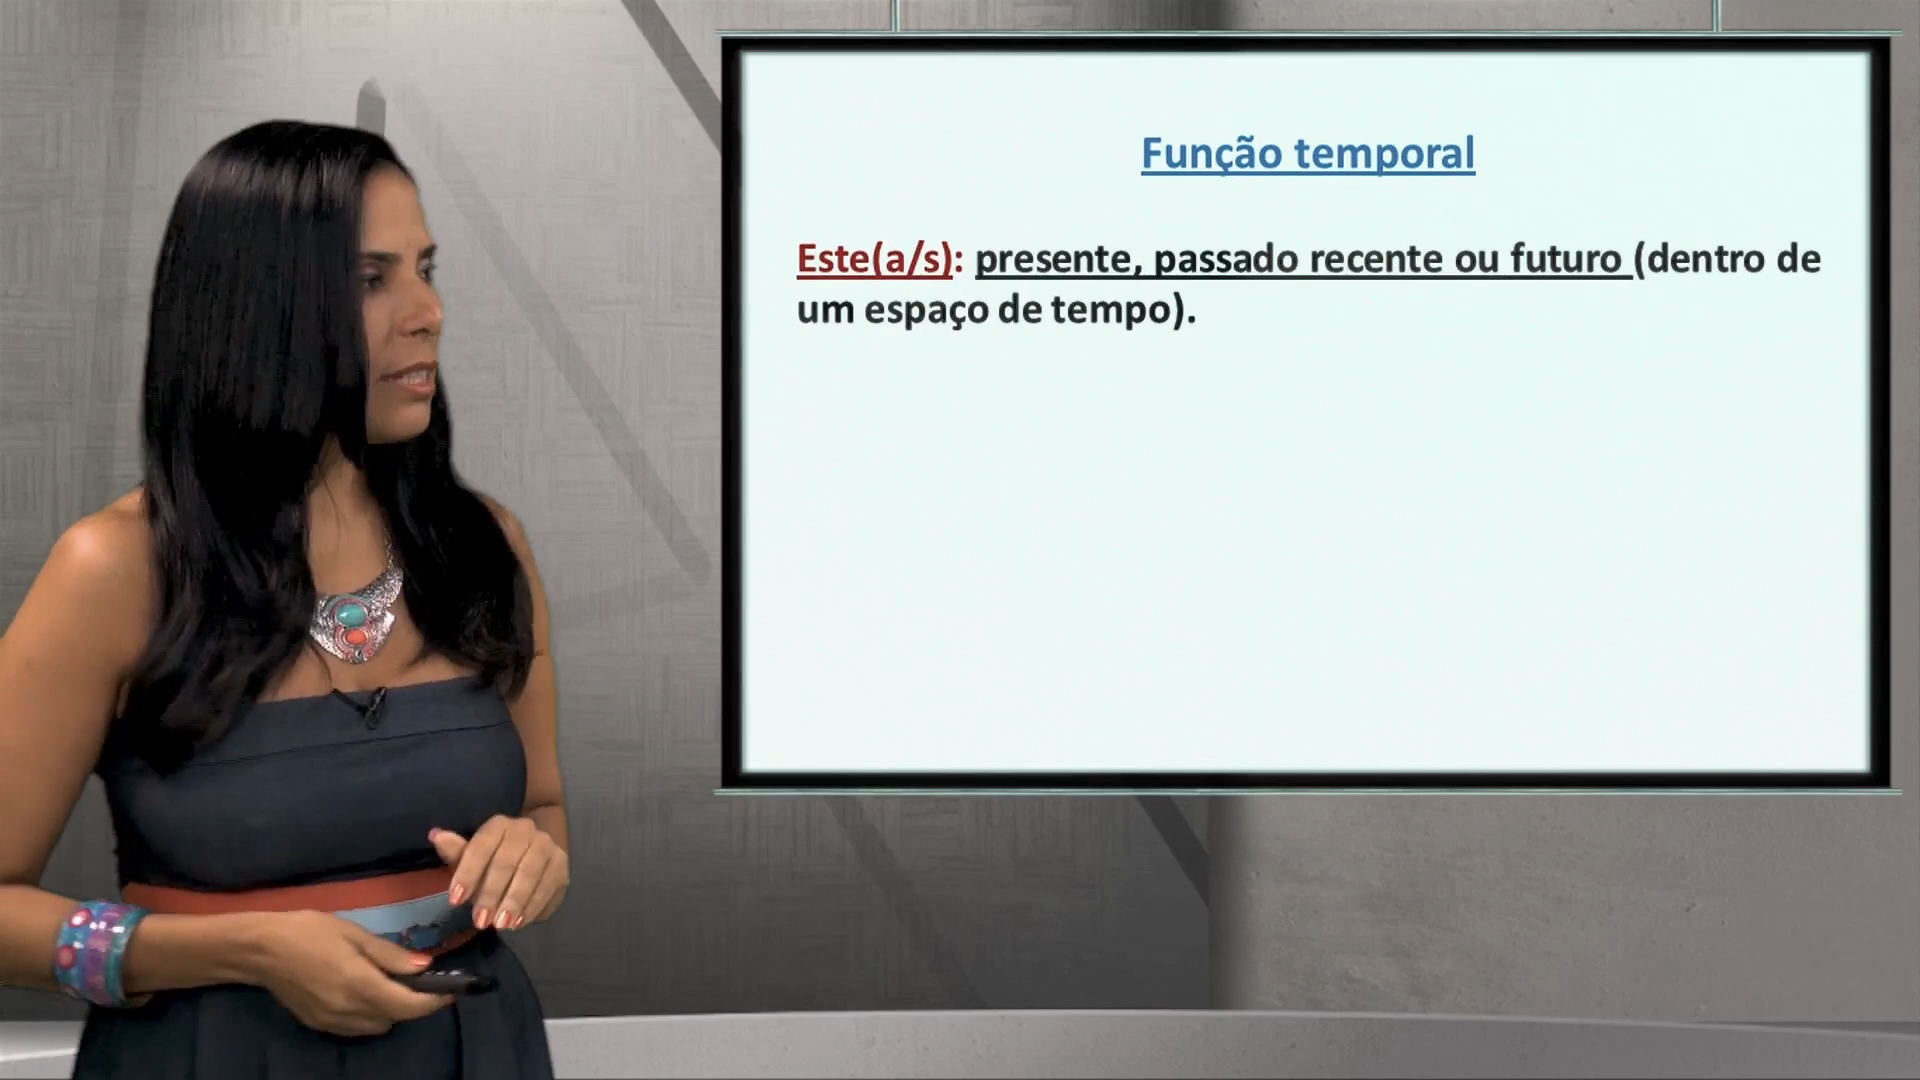 Função temporal
Este(a/s): presente, passado recente ou futuro (dentro de
um espaço de tempo).